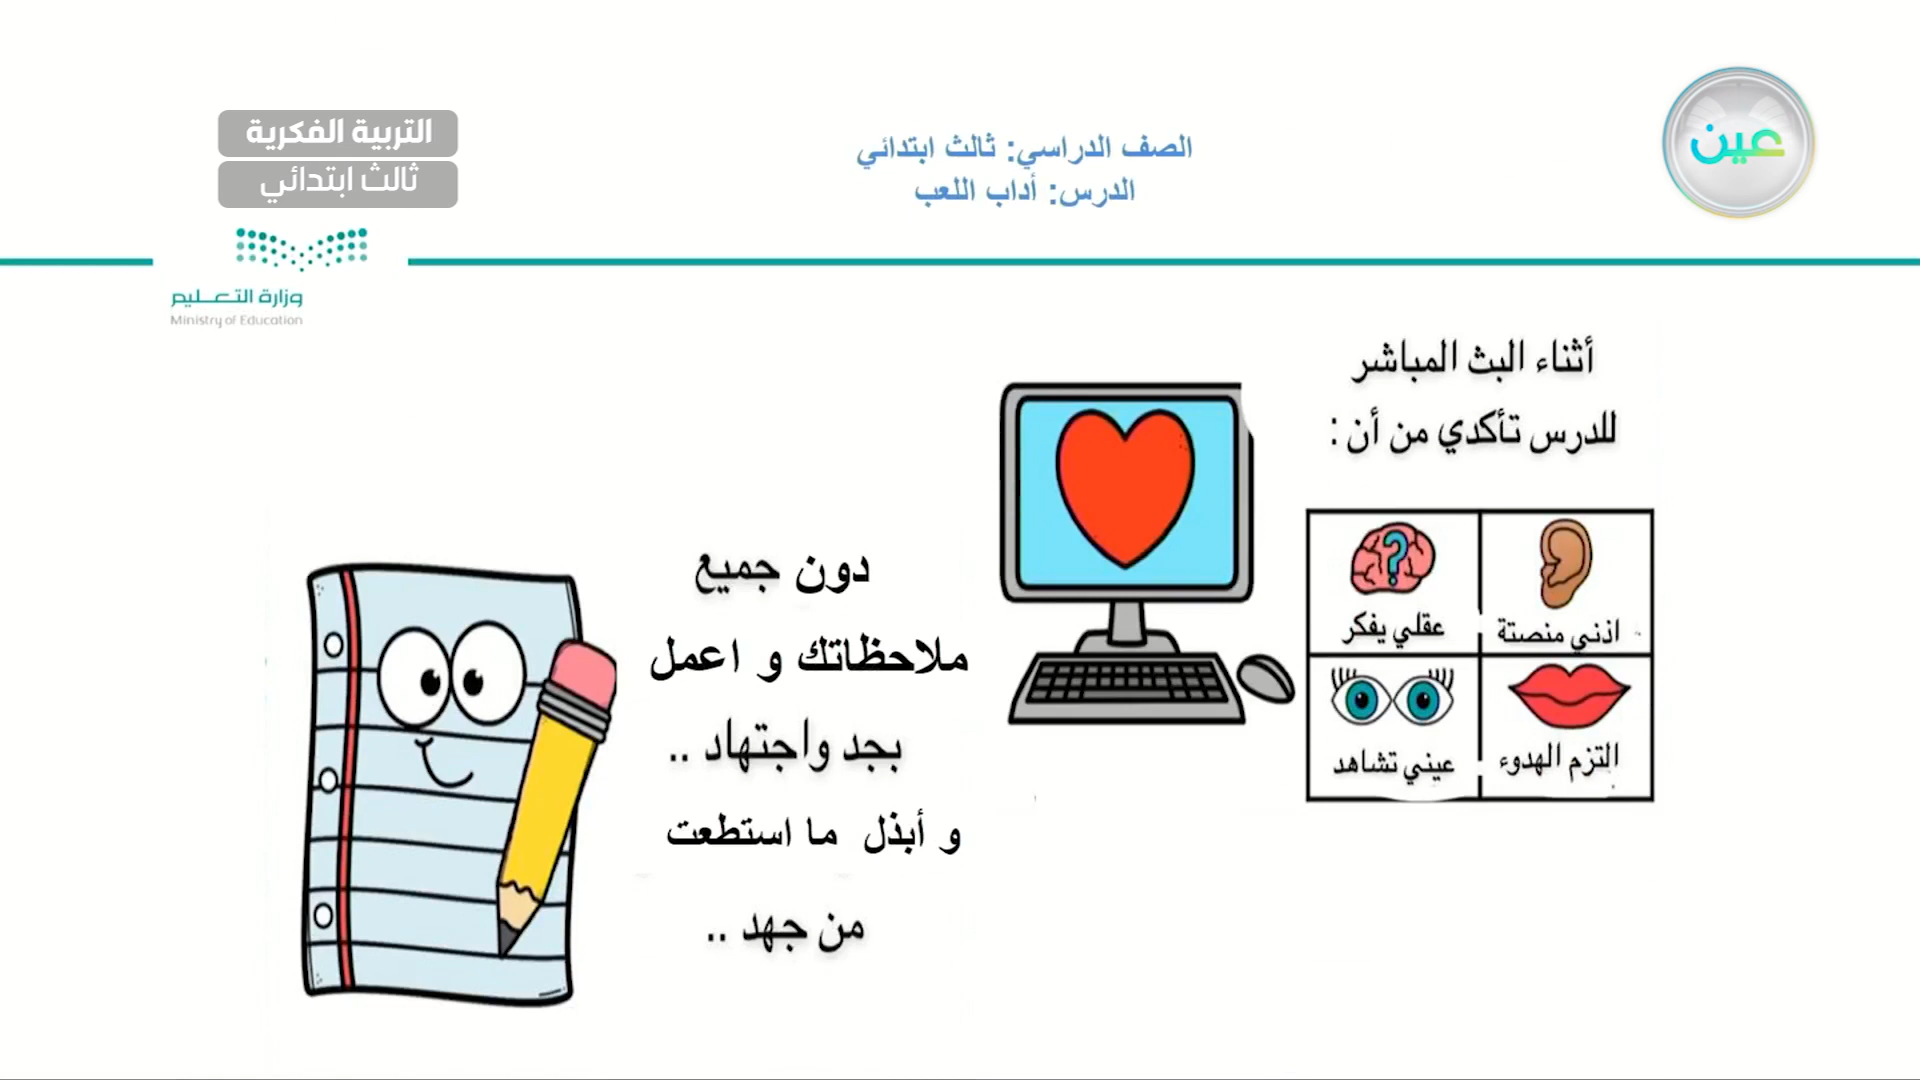 التربية الفكرية
ثالث ابتدائي
وزارة التعليم
Ministry of Education
الصف الدراسي: ثالث ابتدائي
الدرس: أداب اللعب
عين
أثناء البث المباشر
للدرس تأكدي من أن :
اذني منصتة
عقلي يفكر
التزم الهدوء
عيني تشاهد
دون جميع
ملاحظاتك و اعمل
بجد واجتهاد ..
و أبذل ما استطعت
من جهد ..